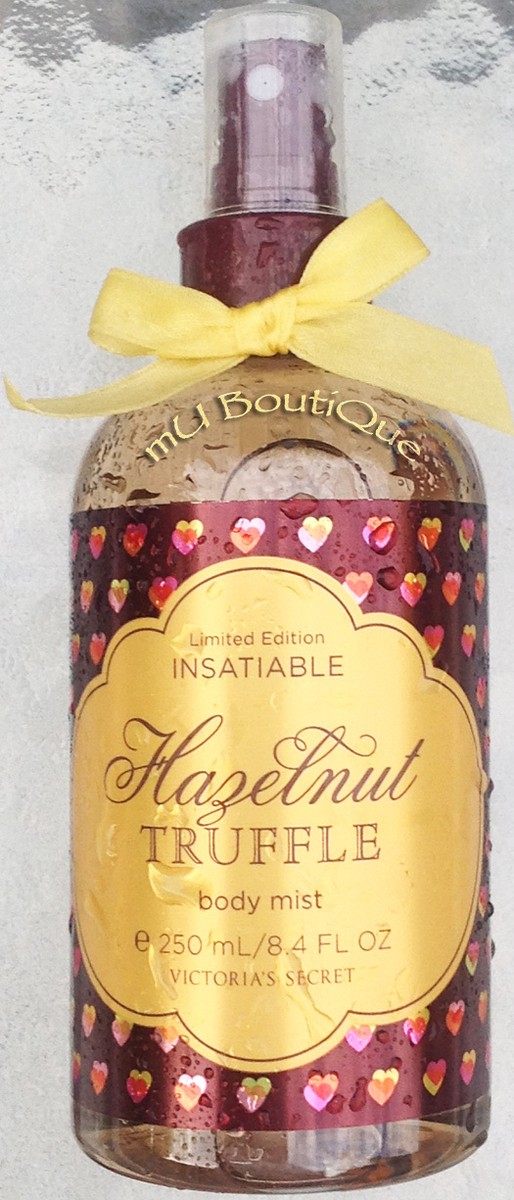 mU BoutiQue
Limited Edition
INSATIABLE
Hazelnut
TRUFFLE
body mist
℮ 250 mL/8.4 FL OZ
VICTORIA'S SECRET